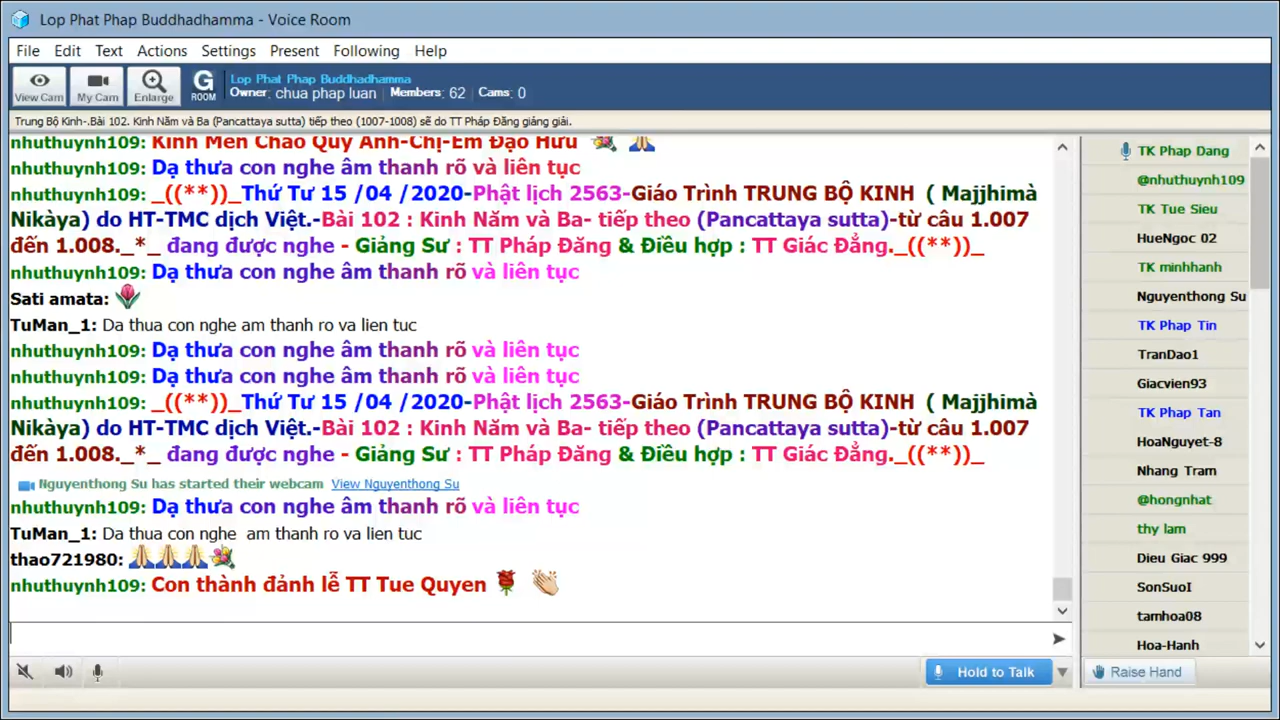 Lop Phat Phap Buddhadhamma - Voice Room
File Edit Text Actions Settings Present Following Help
View Cam My Cam Enlarge G ROOM
Lop Phat Phap Buddhadhamma
Owner: chua phap luan , Members: 62 , Cams: 0
Trung Bộ Kinh-.Bài 102. Kinh Năm và Ba (Pancattaya sutta) tiếp theo (1007-1008) sẽ do TT Pháp Đăng giảng giải.
nhuthuynh109: Kính Mến Chào Quý Anh-Chị-Em Đạo Hữu
nhuthuynh109: Dạ thưa con nghe âm thanh rõ và liên tục
nhuthuynh109: _((**))_Thứ Tư 15 /04 /2020-Phật lịch 2563-Giáo Trình TRUNG BỘ KINH ( Majjhimà
Nikàya) do HT-TMC dịch Việt.-Bài 102 : Kinh Năm và Ba- tiếp theo (Pancattaya sutta)-từ câu 1.007
đến 1.008._*_ đang được nghe - Giảng Sư : TT Pháp Đăng & Điều hợp : TT Giác Đẳng._((**))_
nhuthuynh109: Dạ thưa con nghe âm thanh rõ và liên tục
Sati amata:
TuMan_1: Da thua con nghe am thanh ro va lien tuc
nhuthuynh109: Dạ thưa con nghe âm thanh rõ và liên tục
nhuthuynh109: Dạ thưa con nghe âm thanh rõ và liên tục
nhuthuynh109: _((**))_Thứ Tư 15 /04 /2020-Phật lịch 2563-Giáo Trình TRUNG BỘ KINH ( Majjhimà
Nikàya) do HT-TMC dịch Việt.-Bài 102 : Kinh Năm và Ba- tiếp theo (Pancattaya sutta)-từ câu 1.007
đến 1.008._*_ đang được nghe - Giảng Sư : TT Pháp Đăng & Điều hợp : TT Giác Đẳng._((**))_
Nguyenthong Su has started their webcam View Nguyenthong Su
nhuthuynh109: Dạ thưa con nghe âm thanh rõ và liên tục
TuMan_1: Da thua con nghe am thanh ro va lien tuc
thao721980:
nhuthuynh109: Con thành đảnh lễ TT Tue Quyen
Hold to Talk
TK Phap Dang
@nhuthuynh109
TK Tue Sieu
HueNgoc 02
TK minhhanh
Nguyenthong Su
TK Phap Tin
TranDao1
Giacvien93
TK Phap Tan
HoaNguyet-8
Nhang Tram
@hongnhat
thy lam
Dieu Giac 999
SonSuoI
tamhoa08
Hoa-Hanh
Raise Hand